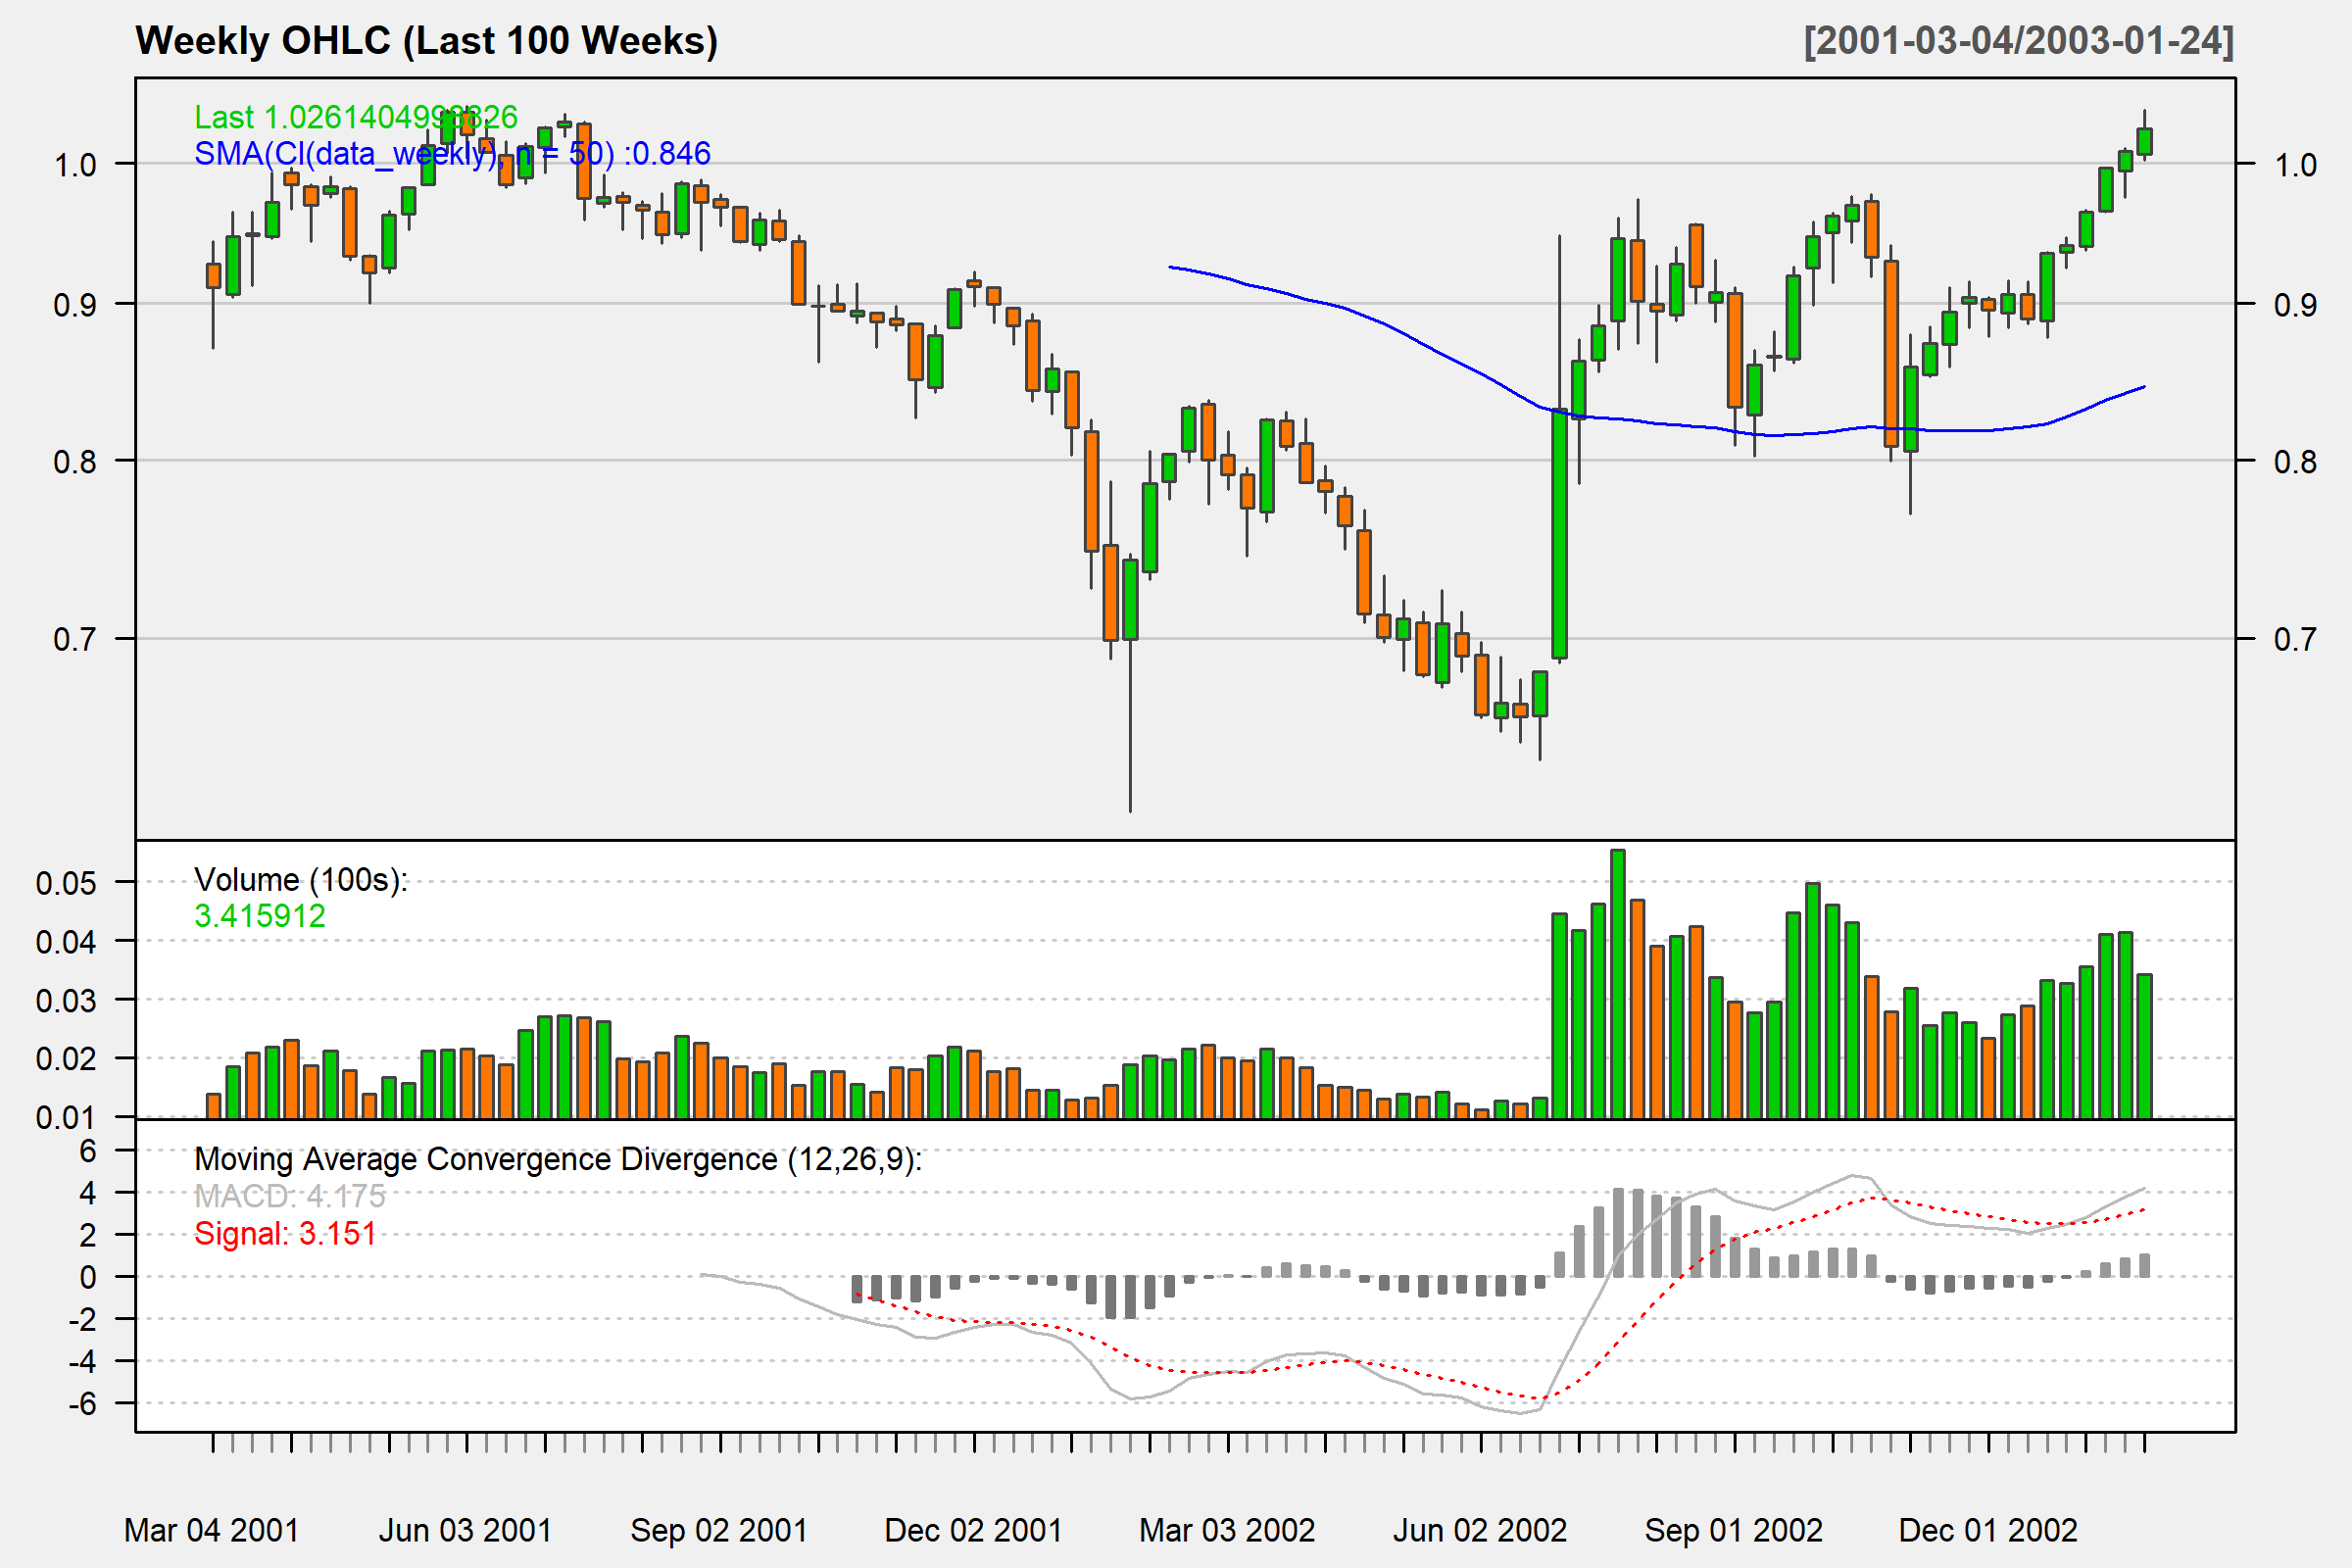 Weekly OHLC (Last 100 Weeks)
[2001-03-04/2003-01-24]
Last 1.0261404998826
SMA(Cl(data_weekly), n = 50) :0.846
1.0
0.9
0.8
0.7
1.0
0.9
0.8
0.7
Volume (100s):
3.415912
0.05
0.04
0.03
0.02
0.01
Moving Average Convergence Divergence (12,26,9):
MACD: 4.175
Signal: 3.151
6
4
2
0
-2
-4
-6
Mar 04 2001
Jun 03 2001
Sep 02 2001
Dec 02 2001
Mar 03 2002
Jun 02 2002
Sep 01 2002
Dec 01 2002